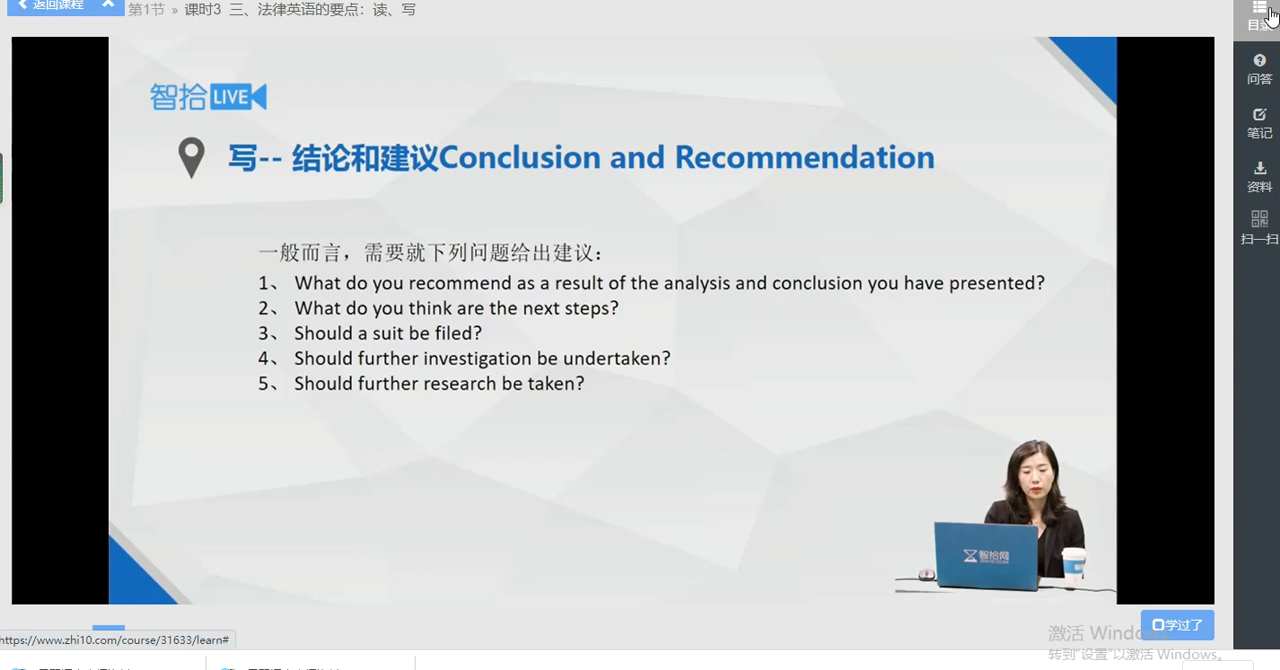 返回课程
第1节 » 课时3 三、法律英语的要点：读、写
目录
问答
笔记
资料
扫一扫
智拾LIVE
写-- 结论和建议Conclusion and Recommendation
一般而言，需要就下列问题给出建议：
1、 What do you recommend as a result of the analysis and conclusion you have presented?
2、 What do you think are the next steps?
3、 Should a suit be filed?
4、 Should further investigation be undertaken?
5、 Should further research be taken?
智拾网
学过了
激活 Windows
转到"设置"以激活 Windows。
https://www.zhi10.com/course/31633/learn#